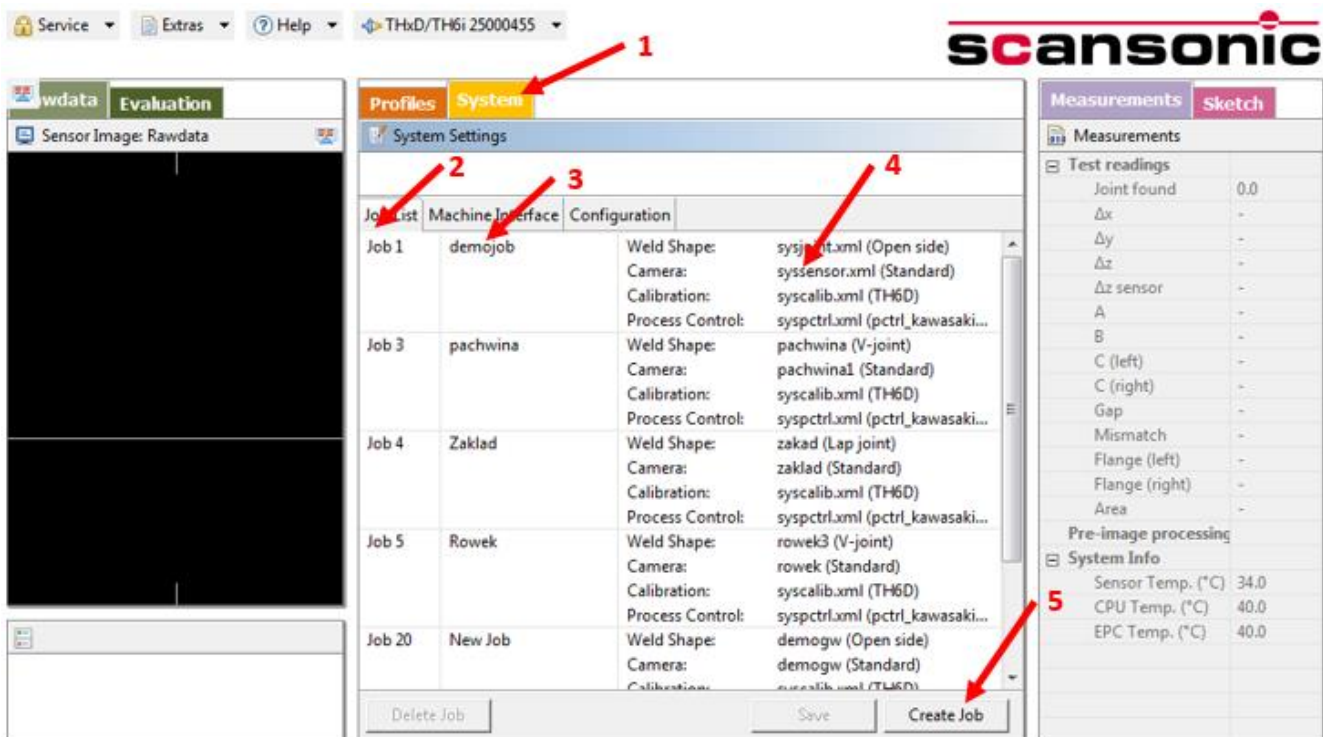 Service Extras Help THxD/TH6i 25000455
scansonic
1
wdata Evaluation
Sensor Image: Rawdata
Profiles System
System Settings
2
3
4
Job List Machine Interface Configuration
Job 1 demojob Weld Shape: sysjoint.xml (Open side)
Camera: syssensor.xml (Standard)
Calibration: syscalib.xml (TH6D)
Process Control: syspctrl.xml (pctrl_kawasaki...
Job 3 pachwina Weld Shape: pachwina (V-joint)
Camera: pachwina1 (Standard)
Calibration: syscalib.xml (TH6D)
Process Control: syspctrl.xml (pctrl_kawasaki...
Job 4 Zaklad Weld Shape: zakad (Lap joint)
Camera: zaklad (Standard)
Calibration: syscalib.xml (TH6D)
Process Control: syspctrl.xml (pctrl_kawasaki...
Job 5 Rowek Weld Shape: rowek3 (V-joint)
Camera: rowek (Standard)
Calibration: syscalib.xml (TH6D)
Process Control: syspctrl.xml (pctrl_kawasaki...
Job 20 New Job Weld Shape: demogw (Open side)
Camera: demogw (Standard)
Calibration: syscalib.xml (TH6D)
5
Delete Job Save Create Job
Measurements Sketch
Measurements
Test readings
Joint found 0.0
Δx -
Δy -
Δz -
Δz sensor -
A -
B -
C (left) -
C (right) -
Gap -
Mismatch -
Flange (left) -
Flange (right) -
Area -
Pre-image processing
System Info
Sensor Temp. (°C) 34.0
CPU Temp. (°C) 40.0
EPC Temp. (°C) 40.0